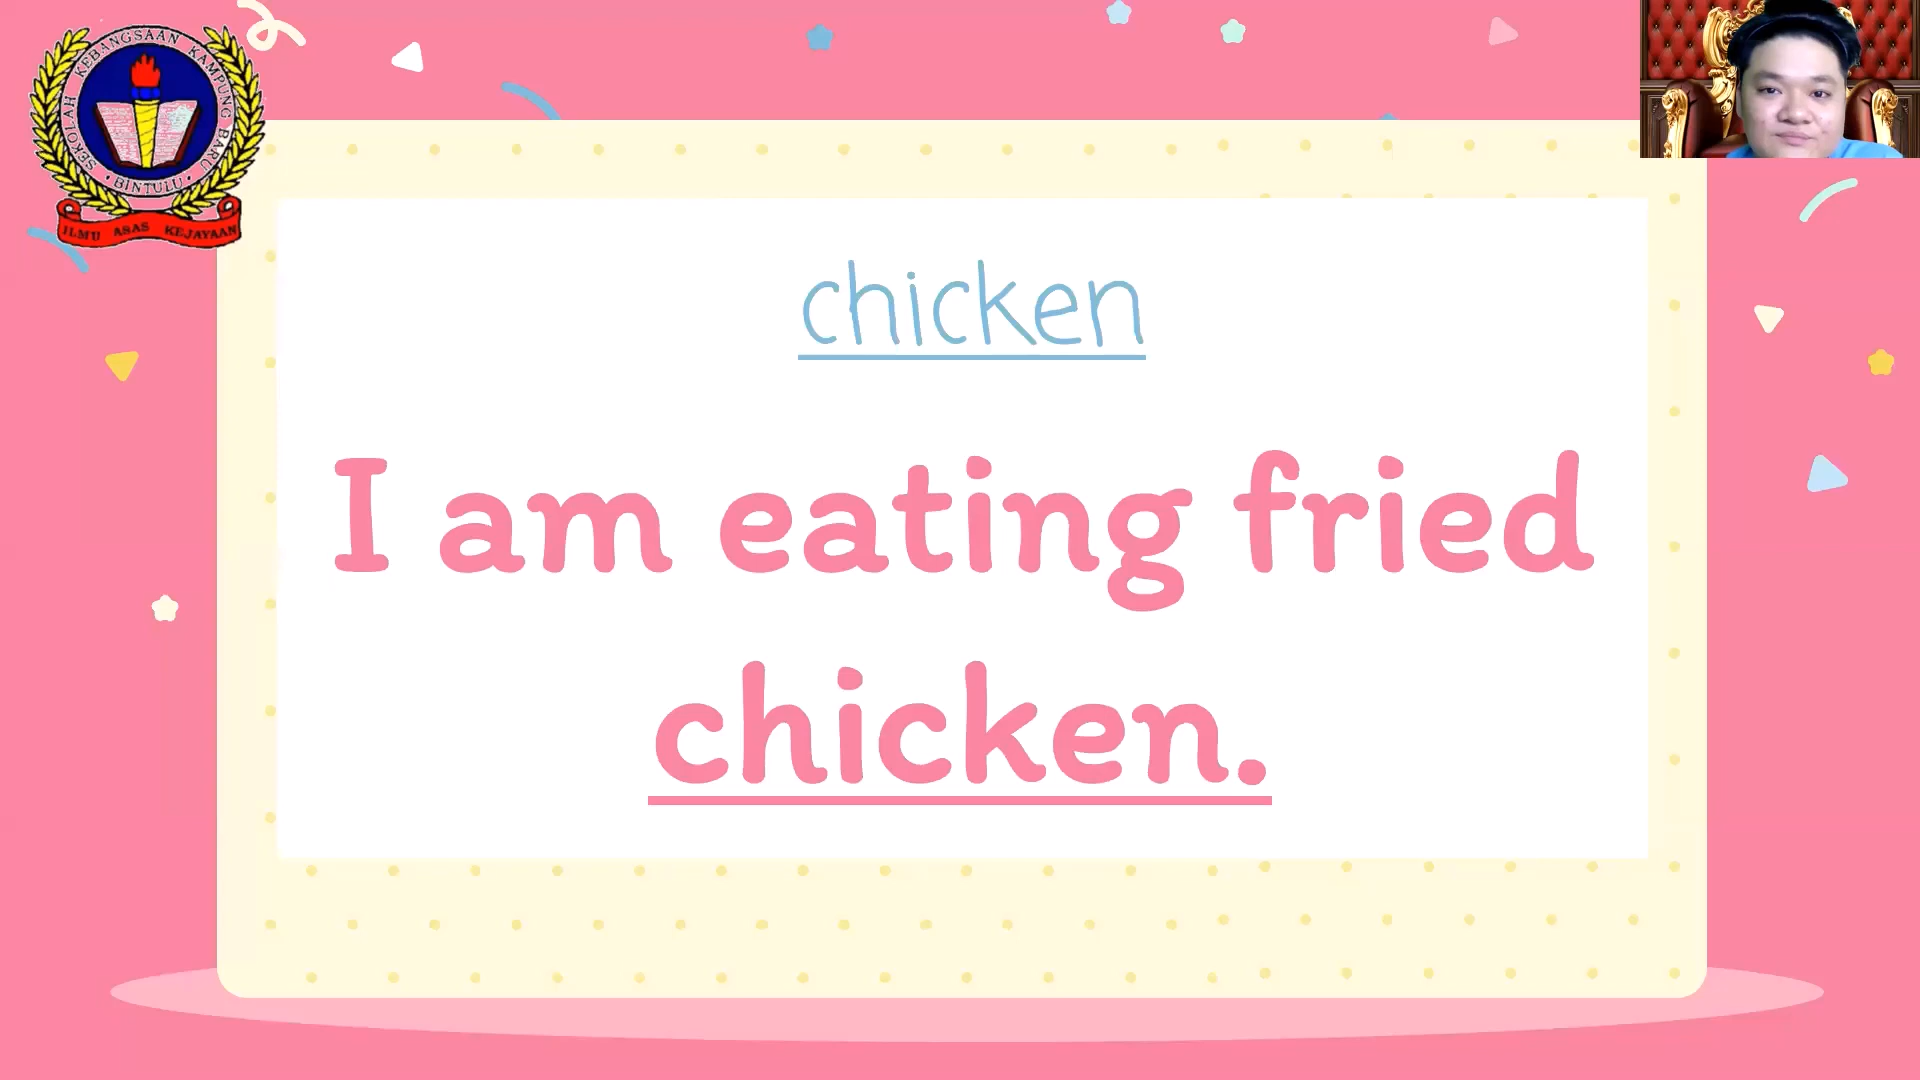 SEKOLAH KEBANGSAAN KAMPUNG BARU
• BINTULU •
ILMU ASAS KEJAYAAN
chicken
I am eating fried
chicken.